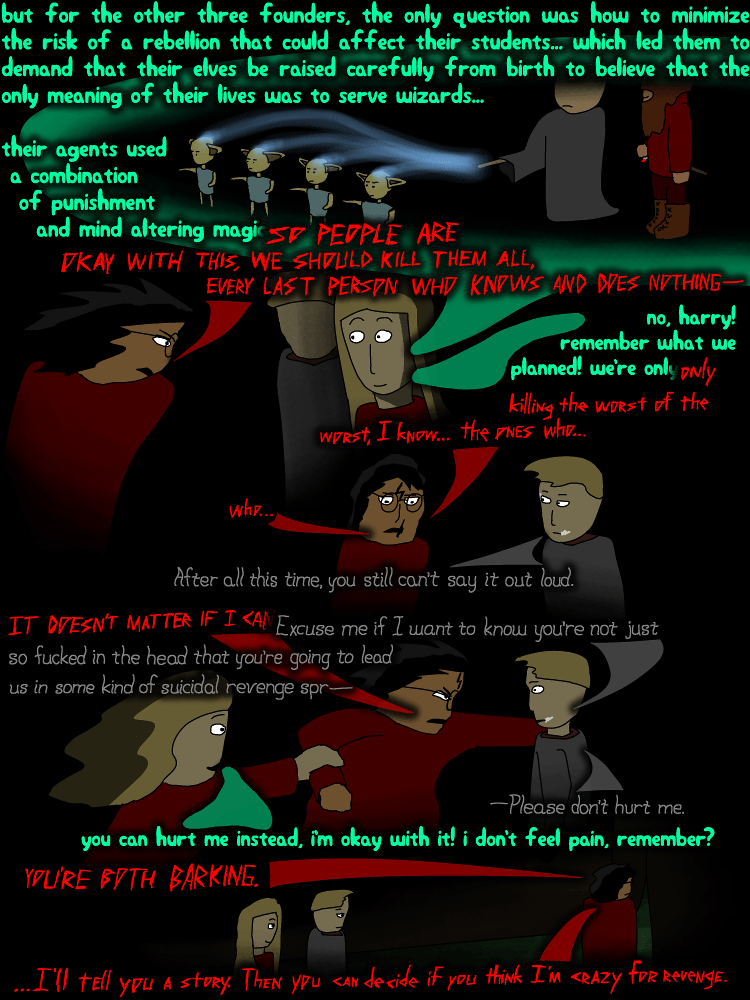 but for the other three founders, the only question was how to minimize
the risk of a rebellion that could affect their students... which led them to
demand that their elves be raised carefully from birth to believe that the
only meaning of their lives was to serve wizards...
their agents used
a combination
of punishment
and mind altering magic
SO PEOPLE ARE
OKAY WITH THIS, WE SHOULD KILL THEM ALL,
EVERY LAST PERSON WHO KNOWS AND DOES NOTHING—
no, harry!
remember what we
planned! we're only only
killing the worst of the
worst, I know... the ones who...
who...
After all this time, you still can't say it out loud.
IT DOESN'T MATTER IF I CAN
Excuse me if I want to know you're not just
so fucked in the head that you're going to lead
us in some kind of suicidal revenge spr—
—Please don't hurt me.
you can hurt me instead, i'm okay with it! i don't feel pain, remember?
YOU'RE BOTH BARKING.
...I'll tell you a story. Then you can decide if you think I'm crazy for revenge.